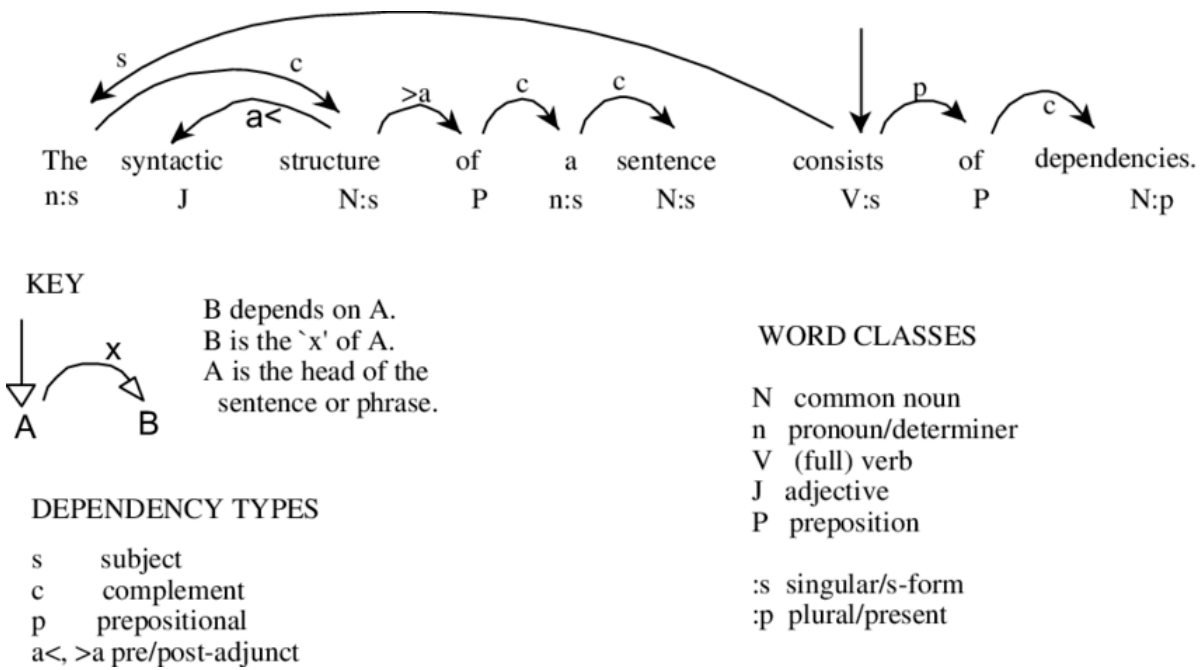 s c a< >a c c p c
The syntactic structure of a sentence consists of dependencies.
n:s J N:s P n:s N:s V:s P N:p
KEY
x
A B
B depends on A.
B is the `x' of A.
A is the head of the
sentence or phrase.
DEPENDENCY TYPES
s subject
c complement
p prepositional
a<, >a pre/post-adjunct
WORD CLASSES
N common noun
n pronoun/determiner
V (full) verb
J adjective
P preposition
:s singular/s-form
:p plural/present